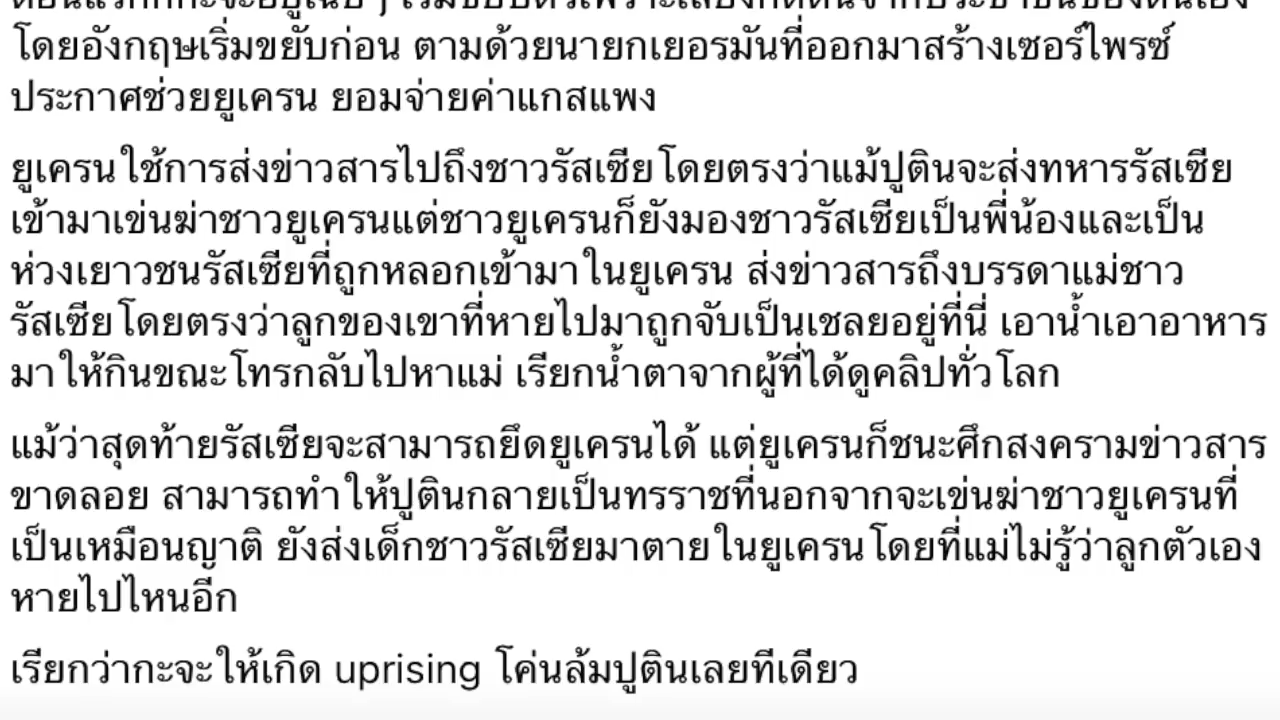 โดยอังกฤษเริ่มขยับก่อน ตามด้วยนายกเยอรมันที่ออกมาสร้างเซอร์ไพรซ์
ประกาศช่วยยูเครน ยอมจ่ายค่าแกสแพง
ยูเครนใช้การส่งข่าวสารไปถึงชาวรัสเซียโดยตรงว่าแม้ปูตินจะส่งทหารรัสเซีย
เข้ามาเข่นฆ่าชาวยูเครนแต่ชาวยูเครนก็ยังมองชาวรัสเซียเป็นพี่น้องและเป็น
ห่วงเยาวชนรัสเซียที่ถูกหลอกเข้ามาในยูเครน ส่งข่าวสารถึงบรรดาแม่ชาว
รัสเซียโดยตรงว่าลูกของเขาที่หายไปมาถูกจับเป็นเชลยอยู่ที่นี่ เอาน้ำเอาอาหาร
มาให้กินขณะโทรกลับไปหาแม่ เรียกน้ำตาจากผู้ที่ได้ดูคลิปทั่วโลก
แม้ว่าสุดท้ายรัสเซียจะสามารถยึดยูเครนได้ แต่ยูเครนก็ชนะศึกสงครามข่าวสาร
ขาดลอย สามารถทำให้ปูตินกลายเป็นทรราชที่นอกจากจะเข่นฆ่าชาวยูเครนที่
เป็นเหมือนญาติ ยังส่งเด็กชาวรัสเซียมาตายในยูเครนโดยที่แม่ไม่รู้ว่าลูกตัวเอง
หายไปไหนอีก
เรียกว่ากะจะให้เกิด uprising โค่นล้มปูตินเลยทีเดียว